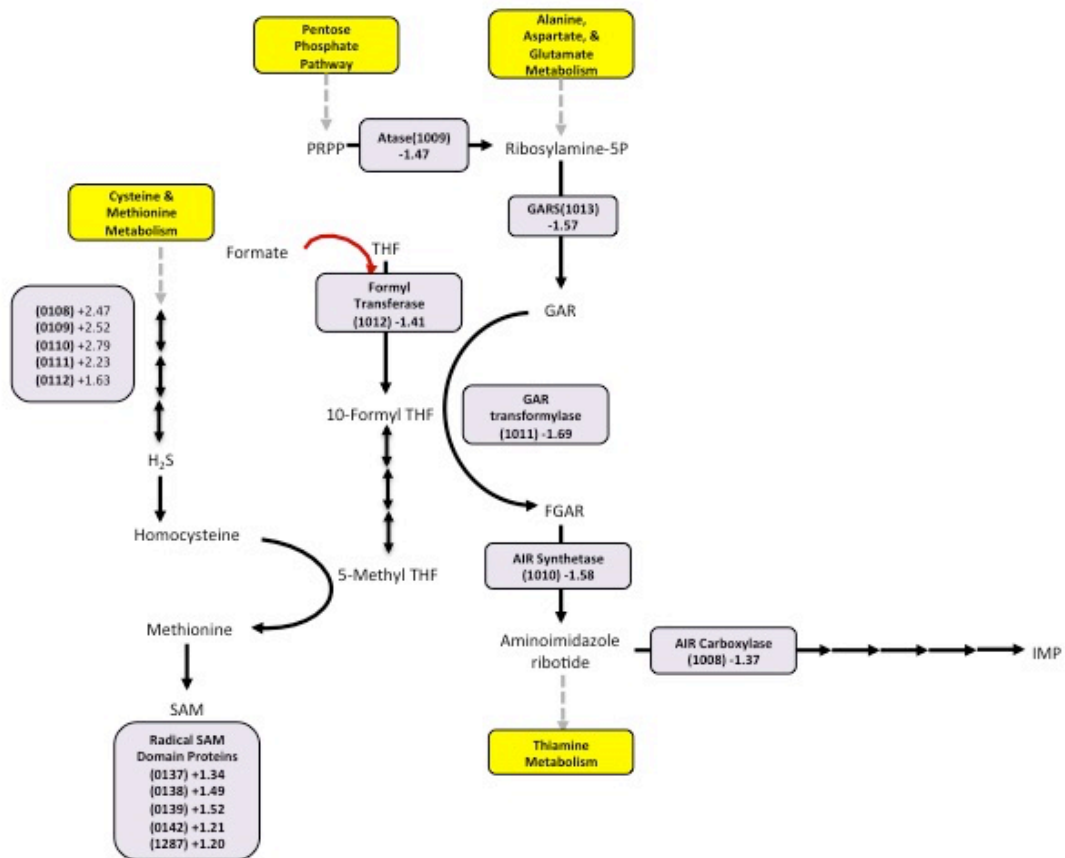 Pentose
Phosphate
Pathway
Alanine,
Aspartate, &
Glutamate
Metabolism
PRPP
Atase(1009)
-1.47
Ribosylamine-5P
Cysteine &
Methionine
Metabolism
GARS(1013)
-1.57
Formate
THF
Formyl
Transferase
(1012) -1.41
GAR
(0108) +2.47
(0109) +2.52
(0110) +2.79
(0111) +2.23
(0112) +1.63
10-Formyl THF
GAR
transformylase
(1011) -1.69
H₂S
FGAR
Homocysteine
AIR Synthetase
(1010) -1.58
5-Methyl THF
Methionine
Aminoimidazole
ribotide
AIR Carboxylase
(1008) -1.37
IMP
SAM
Radical SAM
Domain Proteins
(0137) +1.34
(0138) +1.49
(0139) +1.52
(0142) +1.21
(1287) +1.20
Thiamine
Metabolism